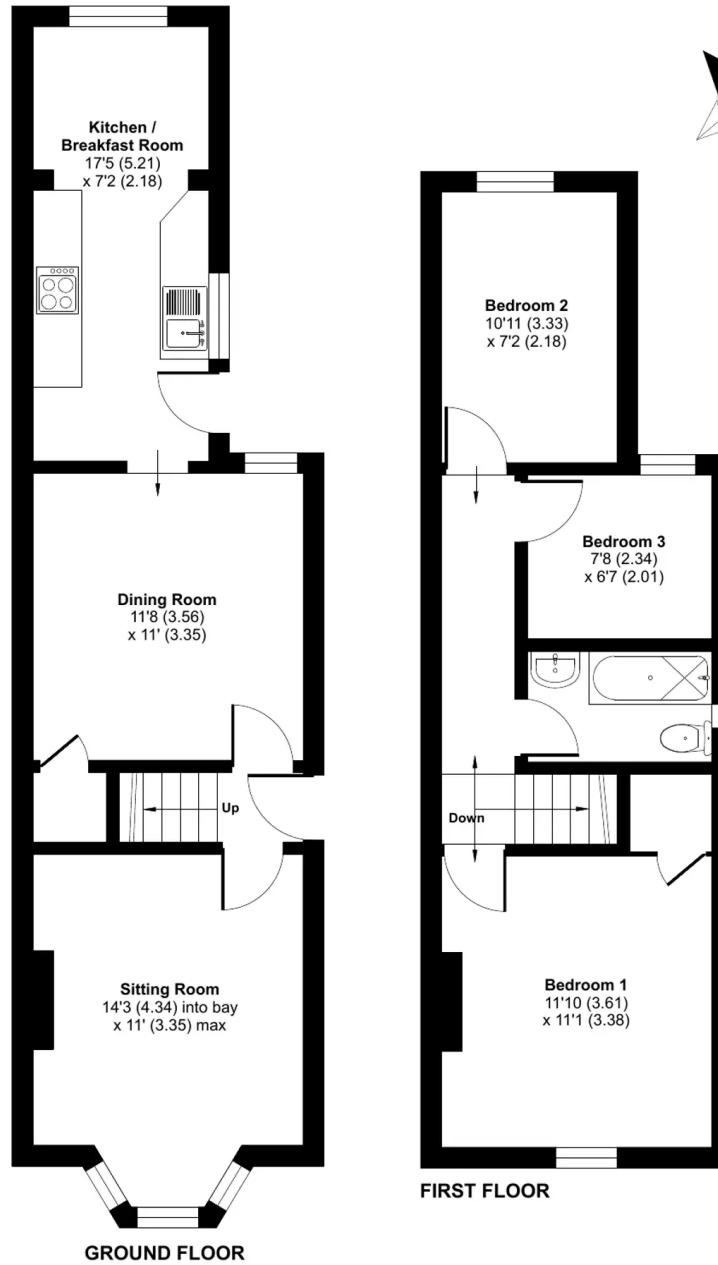 Kitchen /
Breakfast Room
17'5 (5.21)
x 7'2 (2.18)
Dining Room
11'8 (3.56)
x 11' (3.35)
Up
Sitting Room
14'3 (4.34) into bay
x 11' (3.35) max
GROUND FLOOR
Bedroom 2
10'11 (3.33)
x 7'2 (2.18)
Bedroom 3
7'8 (2.34)
x 6'7 (2.01)
Down
Bedroom 1
11'10 (3.61)
x 11'1 (3.38)
FIRST FLOOR